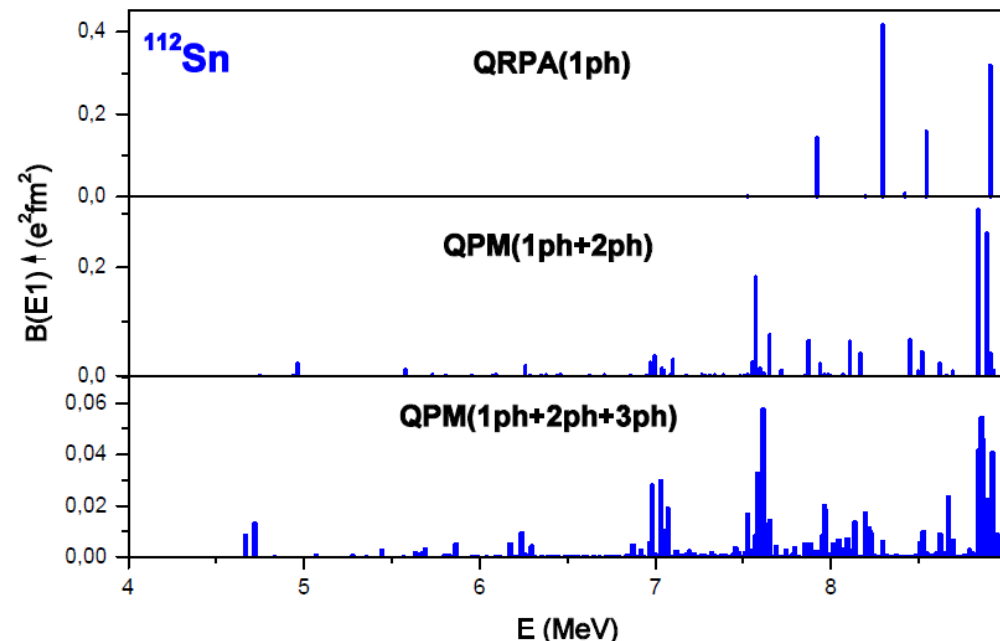 ¹¹²Sn
QRPA(1ph)
0,4
0,2
0,0
QPM(1ph+2ph)
0,2
0,0
QPM(1ph+2ph+3ph)
0,06
0,04
0,02
0,00
B(E1)↑(e²fm²)
4 5 6 7 8
E (MeV)